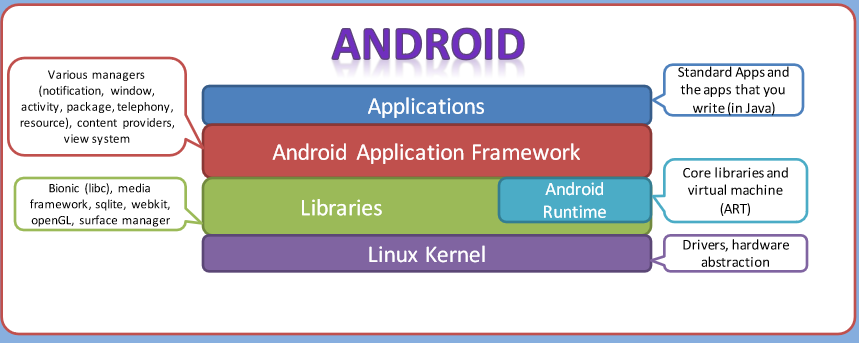 ANDROID
Various managers
(notification, window,
activity, package, telephony,
resource), content providers,
view system
Applications
Standard Apps and
the apps that you
write (in Java)
Android Application Framework
Bionic (libc), media
framework, sqlite, webkit,
openGL, surface manager
Libraries
Android
Runtime
Core libraries and
virtual machine
(ART)
Linux Kernel
Drivers, hardware
abstraction